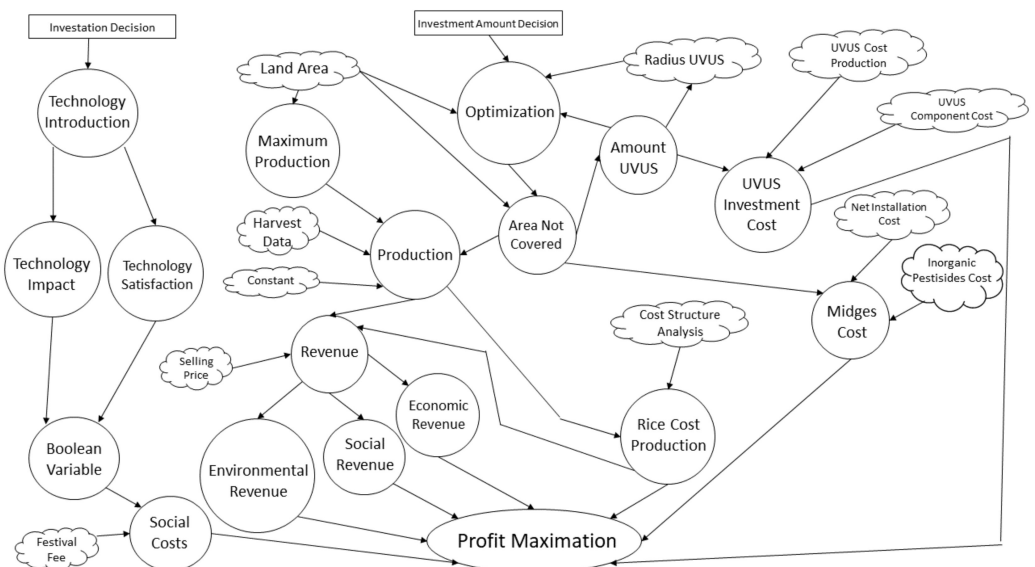 Investation Decision
Investment Amount Decision
Land Area
Radius UVUS
UVUS Cost
Production
Technology
Introduction
Optimization
UVUS
Component Cost
Maximum
Production
Amount
UVUS
UVUS
Investment
Cost
Net Installation
Cost
Harvest
Data
Area Not
Covered
Production
Technology
Impact
Technology
Satisfaction
Constant
Inorganic
Pestisides Cost
Midges
Cost
Cost Structure
Analysis
Selling
Price
Revenue
Economic
Revenue
Rice Cost
Production
Boolean
Variable
Environmental
Revenue
Social
Revenue
Social
Costs
Festival
Fee
Profit Maximation